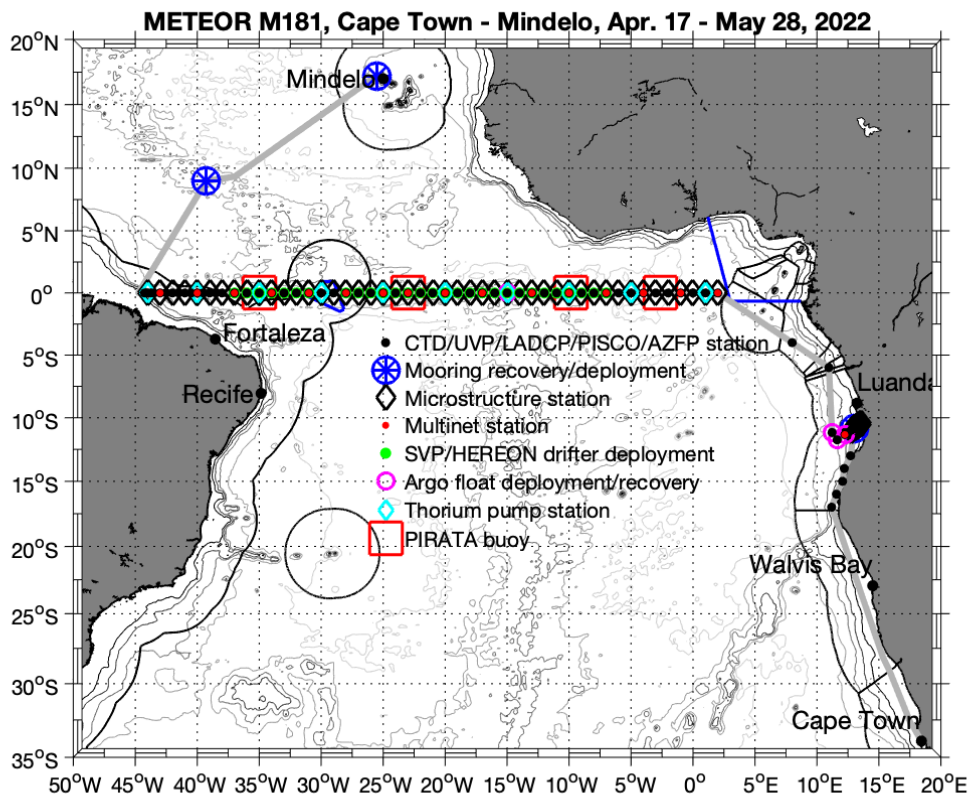 METEOR M181, Cape Town - Mindelo, Apr. 17 - May 28, 2022
20°N
15°N
10°N
5°N
0°
5°S
10°S
15°S
20°S
25°S
30°S
35°S
Mindelo
Fortaleza
Recife
Luanda
Walvis Bay
Cape Town
CTD/UVP/LADCP/PISCO/AZFP station
Mooring recovery/deployment
Microstructure station
Multinet station
SVP/HEREON drifter deployment
Argo float deployment/recovery
Thorium pump station
PIRATA buoy
50°W 45°W 40°W 35°W 30°W 25°W 20°W 15°W 10°W 5°W 0° 5°E 10°E 15°E 20°E